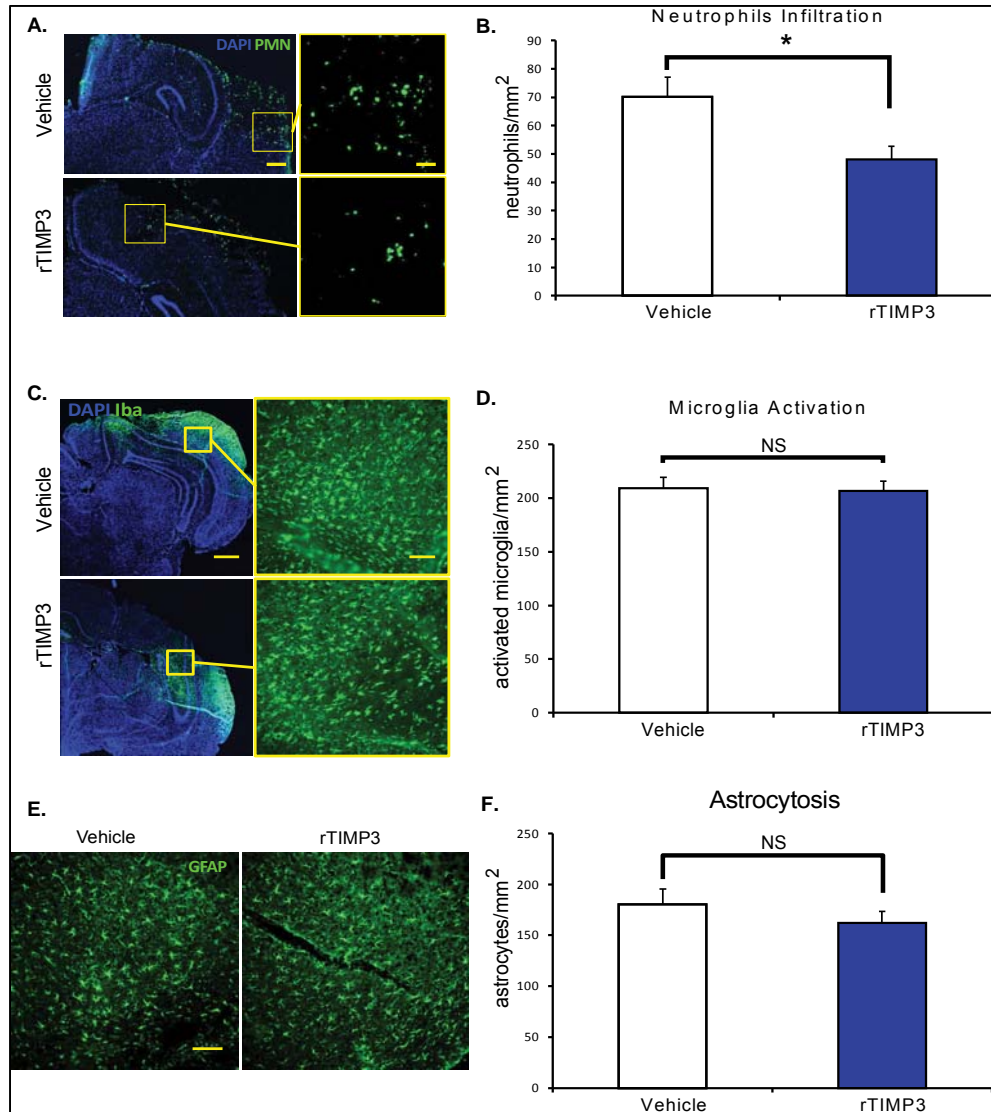 A.
DAPI PMN
Vehicle
rTIMP3
B.
Neutrophils Infiltration
*
neutrophils/mm2
90
80
70
60
50
40
30
20
10
0
Vehicle
rTIMP3
C.
DAPI Iba
Vehicle
rTIMP3
D.
Microglia Activation
NS
activated microglia/mm2
250
200
150
100
50
0
Vehicle
rTIMP3
E.
Vehicle
rTIMP3
GFAP
F.
Astrocytosis
NS
astrocytes/mm2
250
200
150
100
50
0
Vehicle
rTIMP3